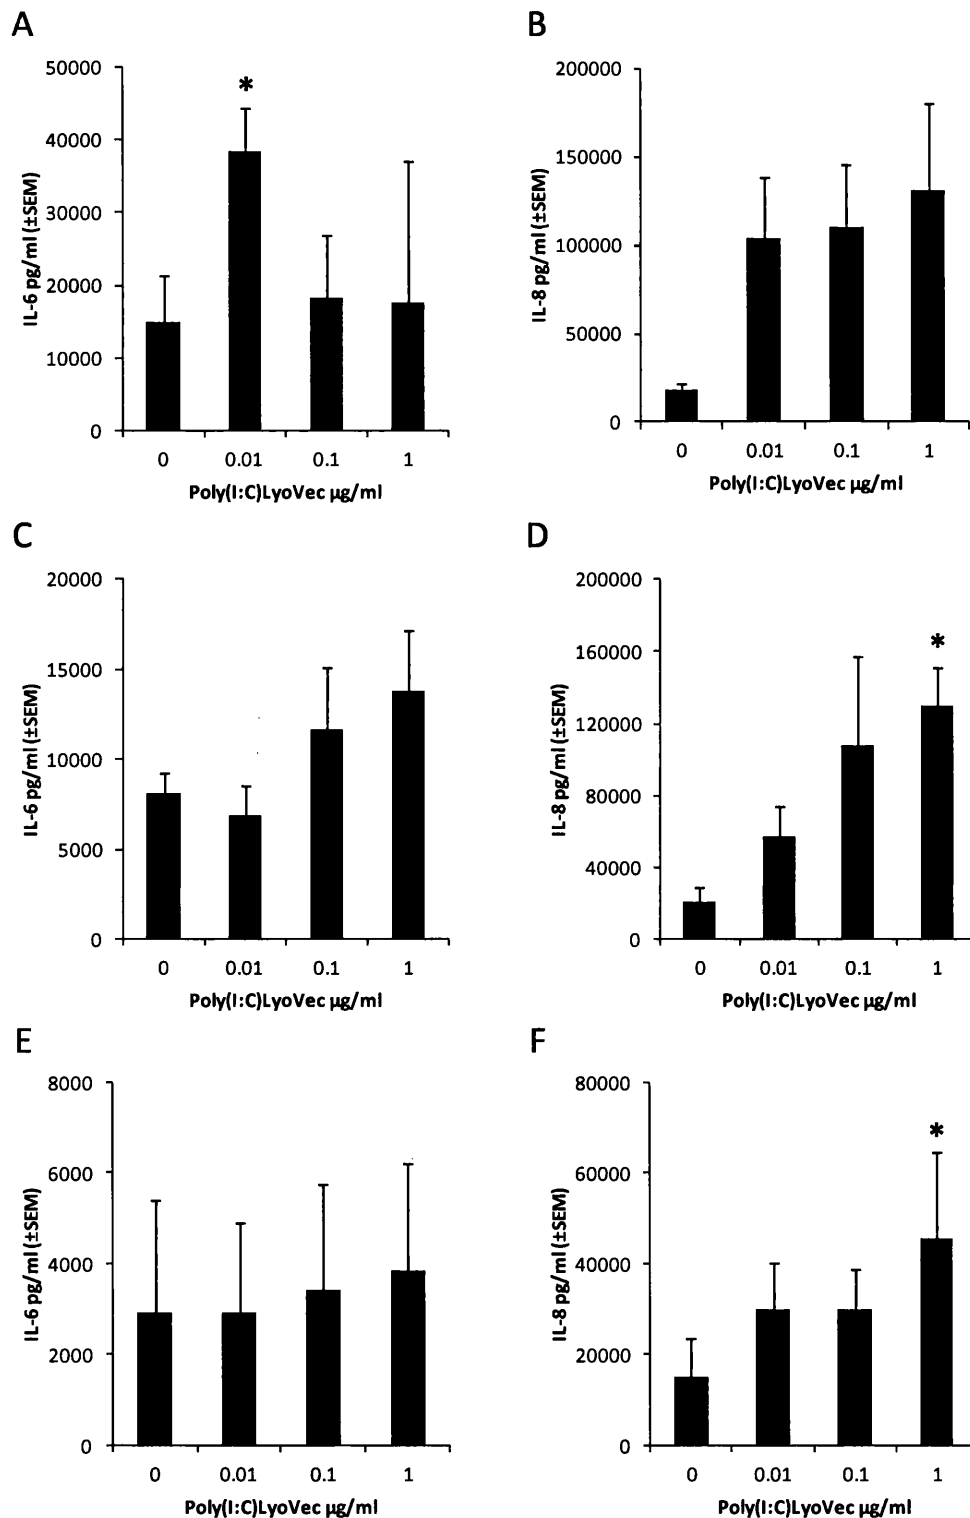 A
50000
40000
30000
20000
10000
0
IL-6 pg/ml (±SEM)
*
0 0.01 0.1 1
Poly(I:C)LyoVec µg/ml
B
200000
150000
100000
50000
0
IL-8 pg/ml (±SEM)
0 0.01 0.1 1
Poly(I:C)LyoVec µg/ml
C
20000
15000
10000
5000
0
IL-6 pg/ml (±SEM)
0 0.01 0.1 1
Poly(I:C)LyoVec µg/ml
D
200000
160000
120000
80000
40000
0
IL-8 pg/ml (±SEM)
*
0 0.01 0.1 1
Poly(I:C)LyoVec µg/ml
E
8000
6000
4000
2000
0
IL-6 pg/ml (±SEM)
0 0.01 0.1 1
Poly(I:C)LyoVec µg/ml
F
80000
60000
40000
20000
0
IL-8 pg/ml (±SEM)
*
0 0.01 0.1 1
Poly(I:C)LyoVec µg/ml